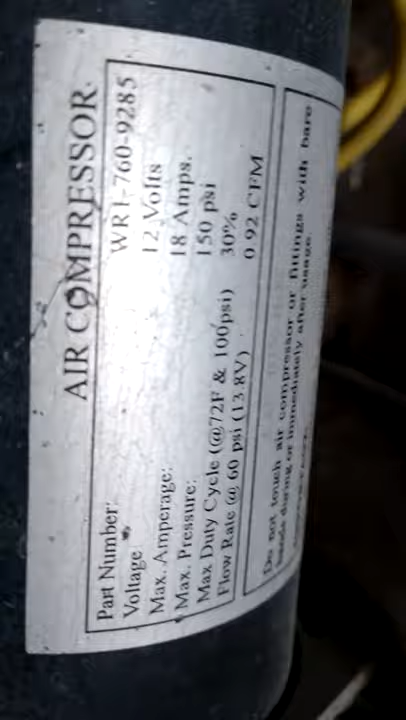 AIR COMPRESSOR
Part Number: WR1-760-9285
Voltage 12 Volts
Max. Amperage: 18 Amps.
Max. Pressure: 150 psi
Max Duty Cycle (@72F & 100psi) 30%
Flow Rate @ 60 psi (13.8V) 0.92 CFM
Do not touch air compressor or fittings with bare
hands during or immediately after usage.